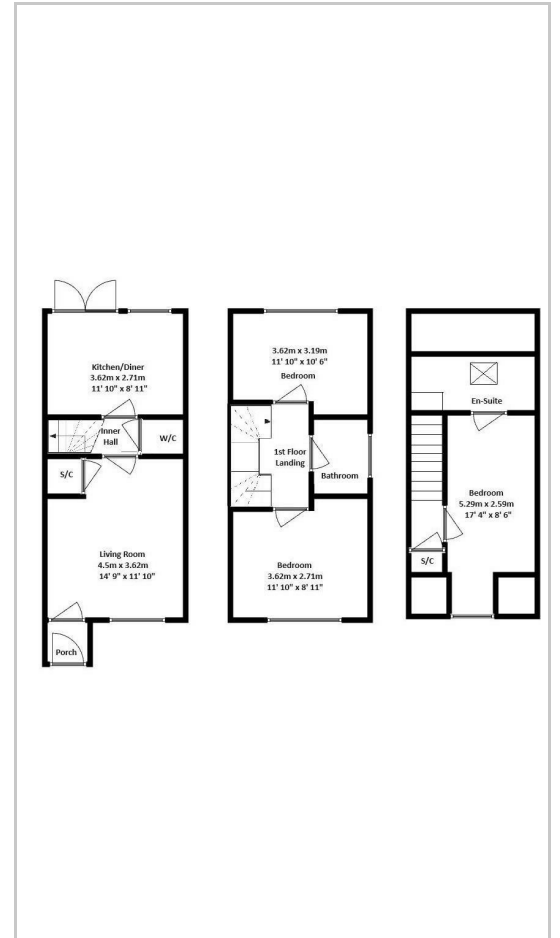 Kitchen/Diner
3.62m x 2.71m
11' 10" x 8' 11"
Inner
Hall
W/C
S/C
Living Room
4.5m x 3.62m
14' 9" x 11' 10"
Porch
3.62m x 3.19m
11' 10" x 10' 6"
Bedroom
1st Floor
Landing
Bathroom
Bedroom
3.62m x 2.71m
11' 10" x 8' 11"
En-Suite
Bedroom
5.29m x 2.59m
17' 4" x 8' 6"
S/C